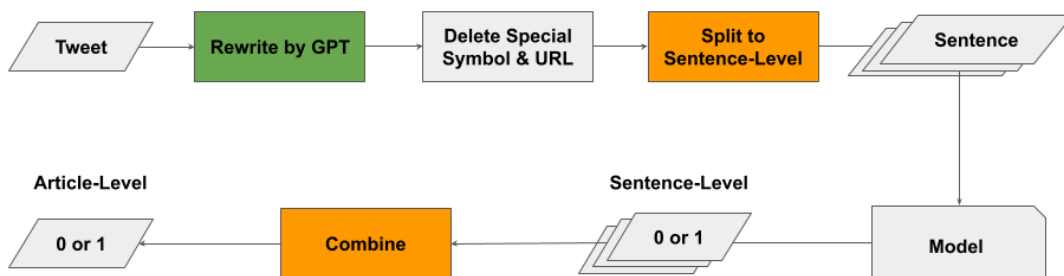 Tweet
Rewrite by GPT
Delete Special
Symbol & URL
Split to
Sentence-Level
Sentence
Article-Level
Sentence-Level
0 or 1
Combine
0 or 1
Model